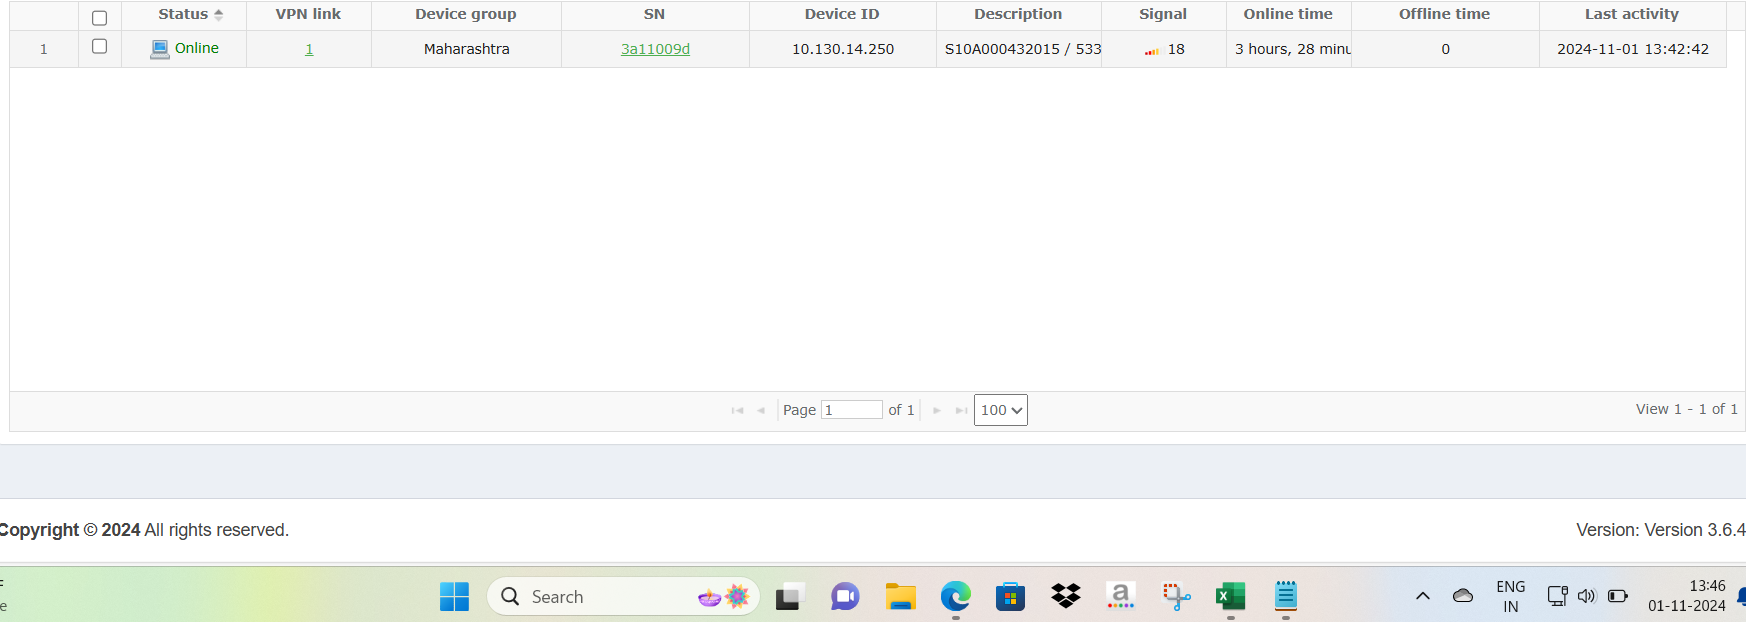 Status VPN link Device group SN Device ID Description Signal Online time Offline time Last activity
1 Online 1 Maharashtra 3a11009d 10.130.14.250 S10A000432015 / 533 18 3 hours, 28 minu 0 2024-11-01 13:42:42
Page 1 of 1 100 View 1 - 1 of 1
Copyright © 2024 All rights reserved. Version: Version 3.6.4
Search a ENG 13:46
IN 01-11-2024